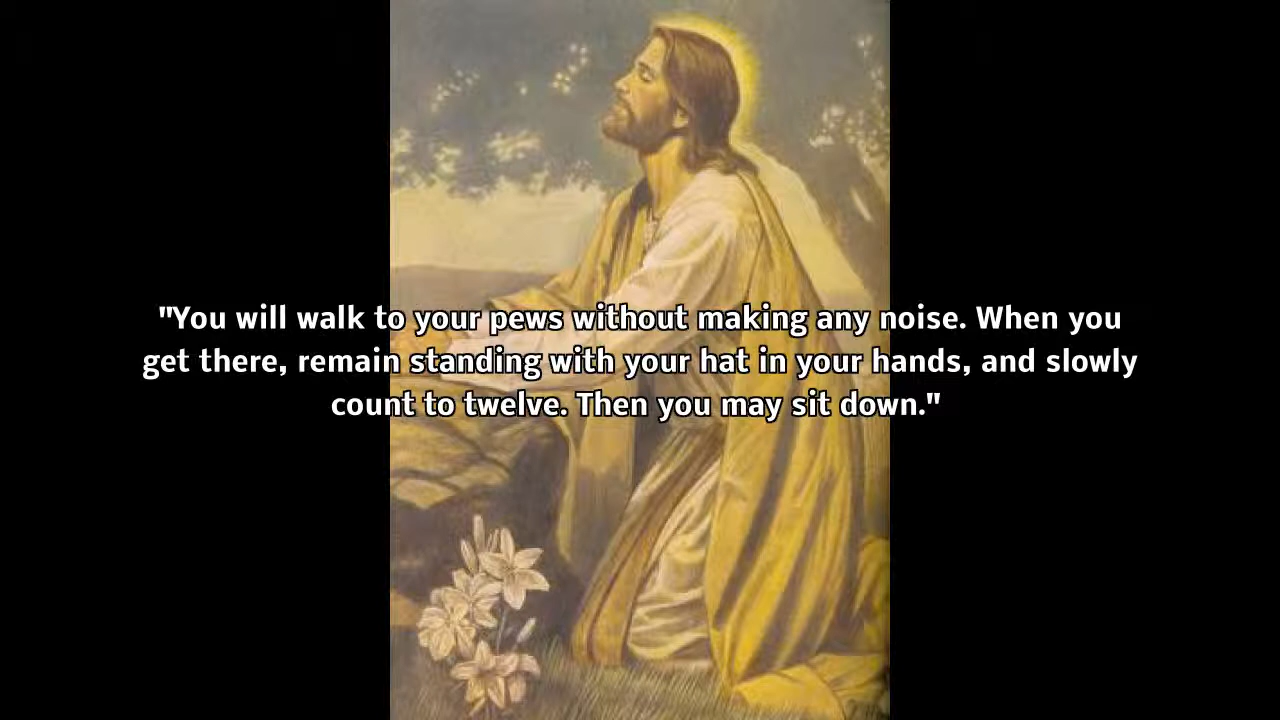 "You will walk to your pews without making any noise. When you
get there, remain standing with your hat in your hands, and slowly
count to twelve. Then you may sit down."